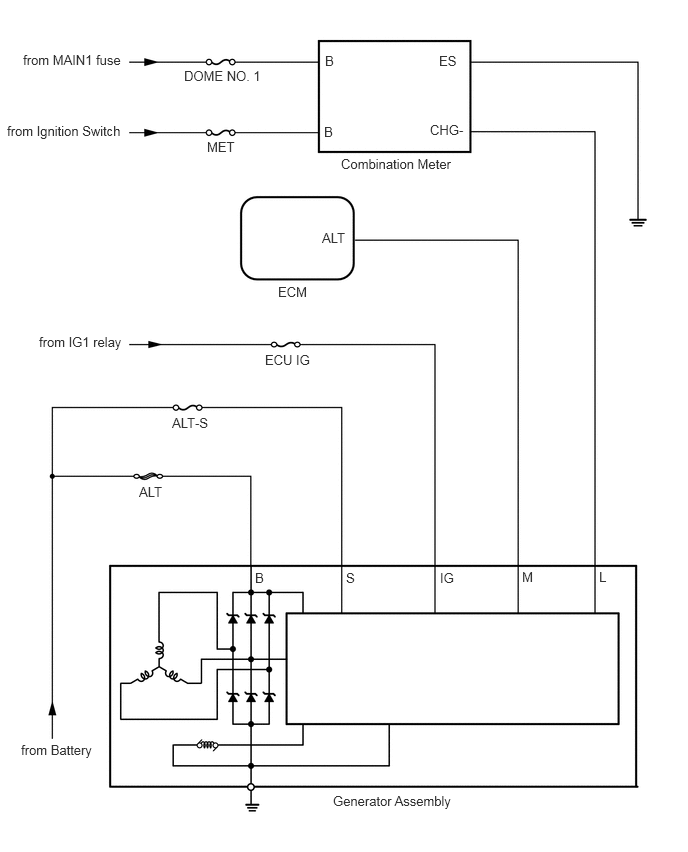 from MAIN1 fuse
DOME NO. 1
B
ES
from Ignition Switch
MET
B
CHG-
Combination Meter
ALT
ECM
from IG1 relay
ECU IG
ALT-S
ALT
B
S
IG
M
L
from Battery
Generator Assembly